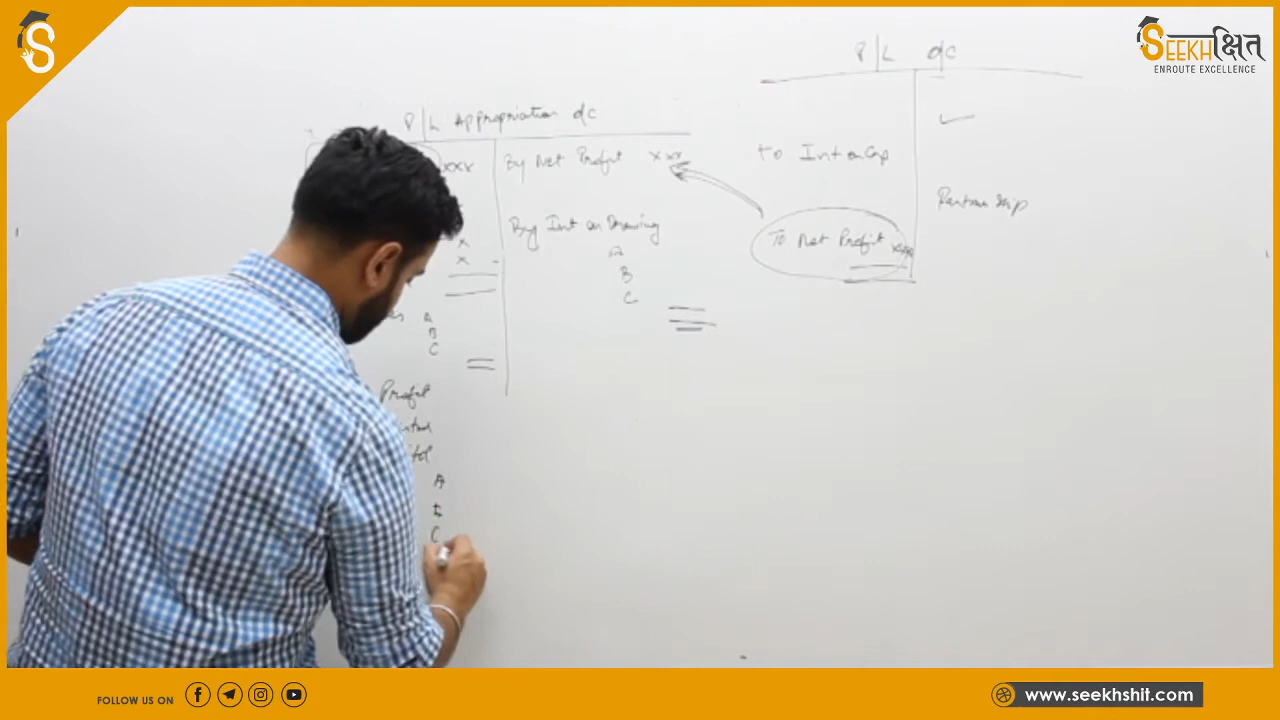 S
SEEKHक्षित
ENROUTE EXCELLENCE
P/L a/c
✓
To Int on Cap
Partnership
To Net Profit xxx
P/L Appropriation a/c
xxx
By Net Profit xxx
By Int on Drawing
A
B
C
x
x
A
B
C
Profit
A
B
C
FOLLOW US ON
www.seekhshit.com